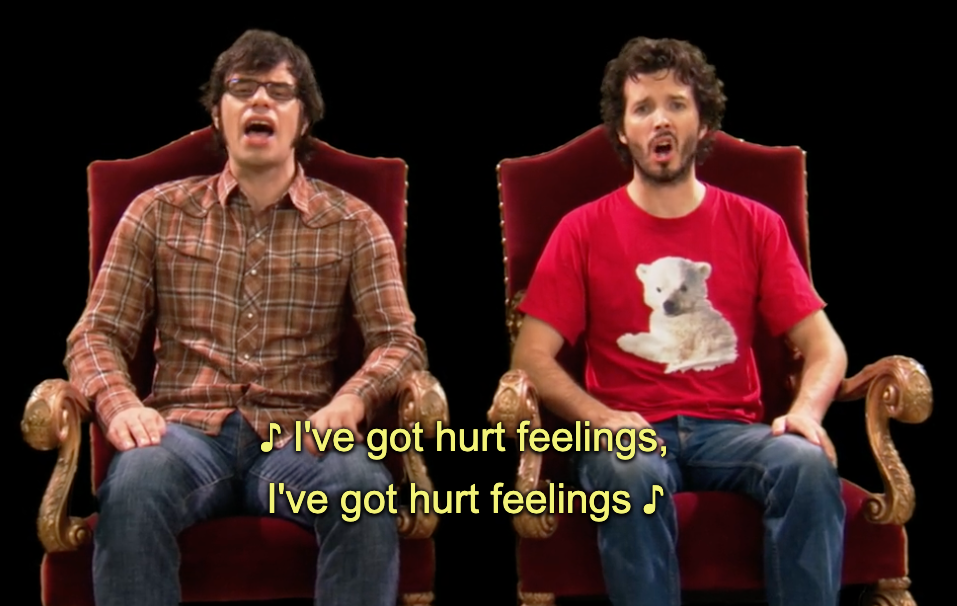 ♪ I've got hurt feelings,
I've got hurt feelings ♪